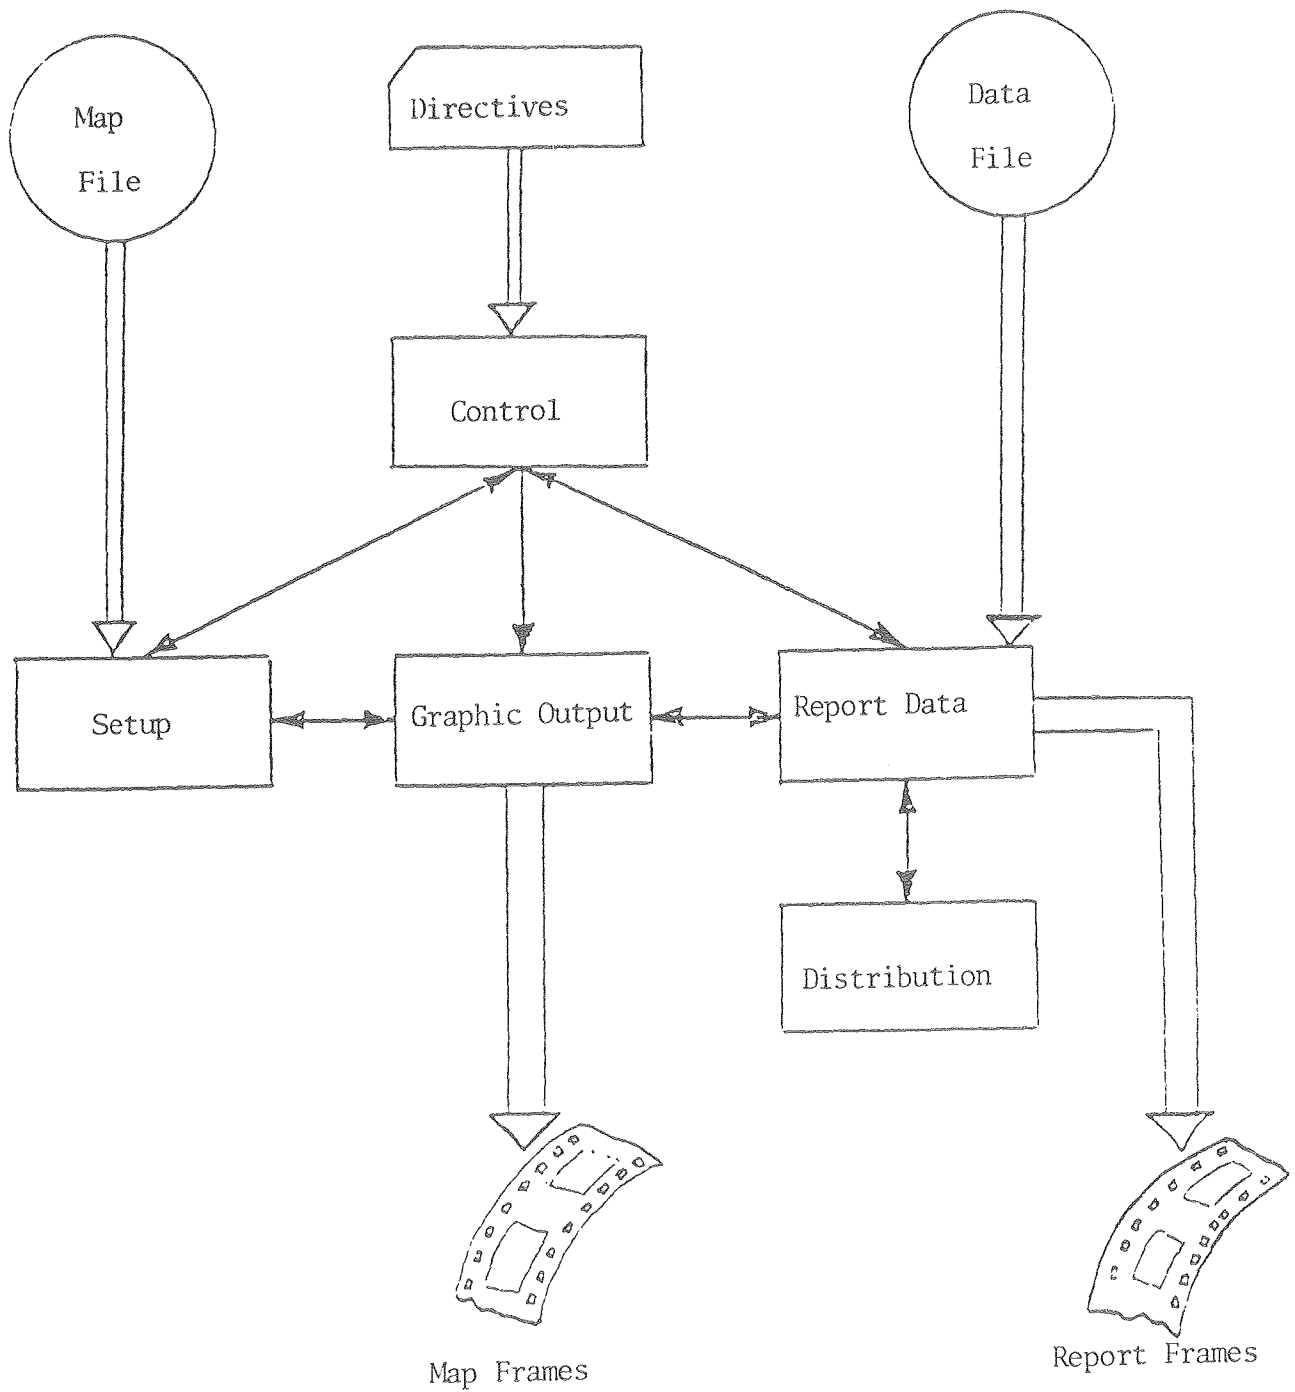 Map
File
Directives
Data
File
Control
Setup
Graphic Output
Report Data
Distribution
Map Frames
Report Frames